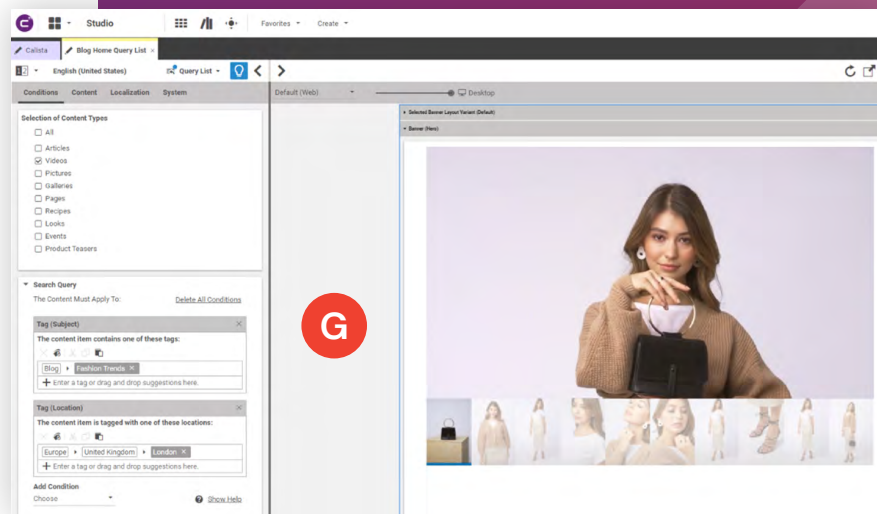 Studio
Favorites
Create
Calista
Blog Home Query List ×
English (United States)
Query List
Conditions Content Localization System
Default (Web)
Desktop
Selection of Content Types
All
Articles
Videos
Pictures
Galleries
Pages
Recipes
Looks
Events
Product Teasers
Selected Banner Layout Variant (Default)
Banner (Hero)
Search Query
The Content Must Apply To:
Delete All Conditions
Tag (Subject) ×
The content item contains one of these tags:
Blog Fashion Trends ×
+ Enter a tag or drag and drop suggestions here.
Tag (Location) ×
The content item is tagged with one of these locations:
Europe United Kingdom London ×
+ Enter a tag or drag and drop suggestions here.
Add Condition
Choose
Show Help
G